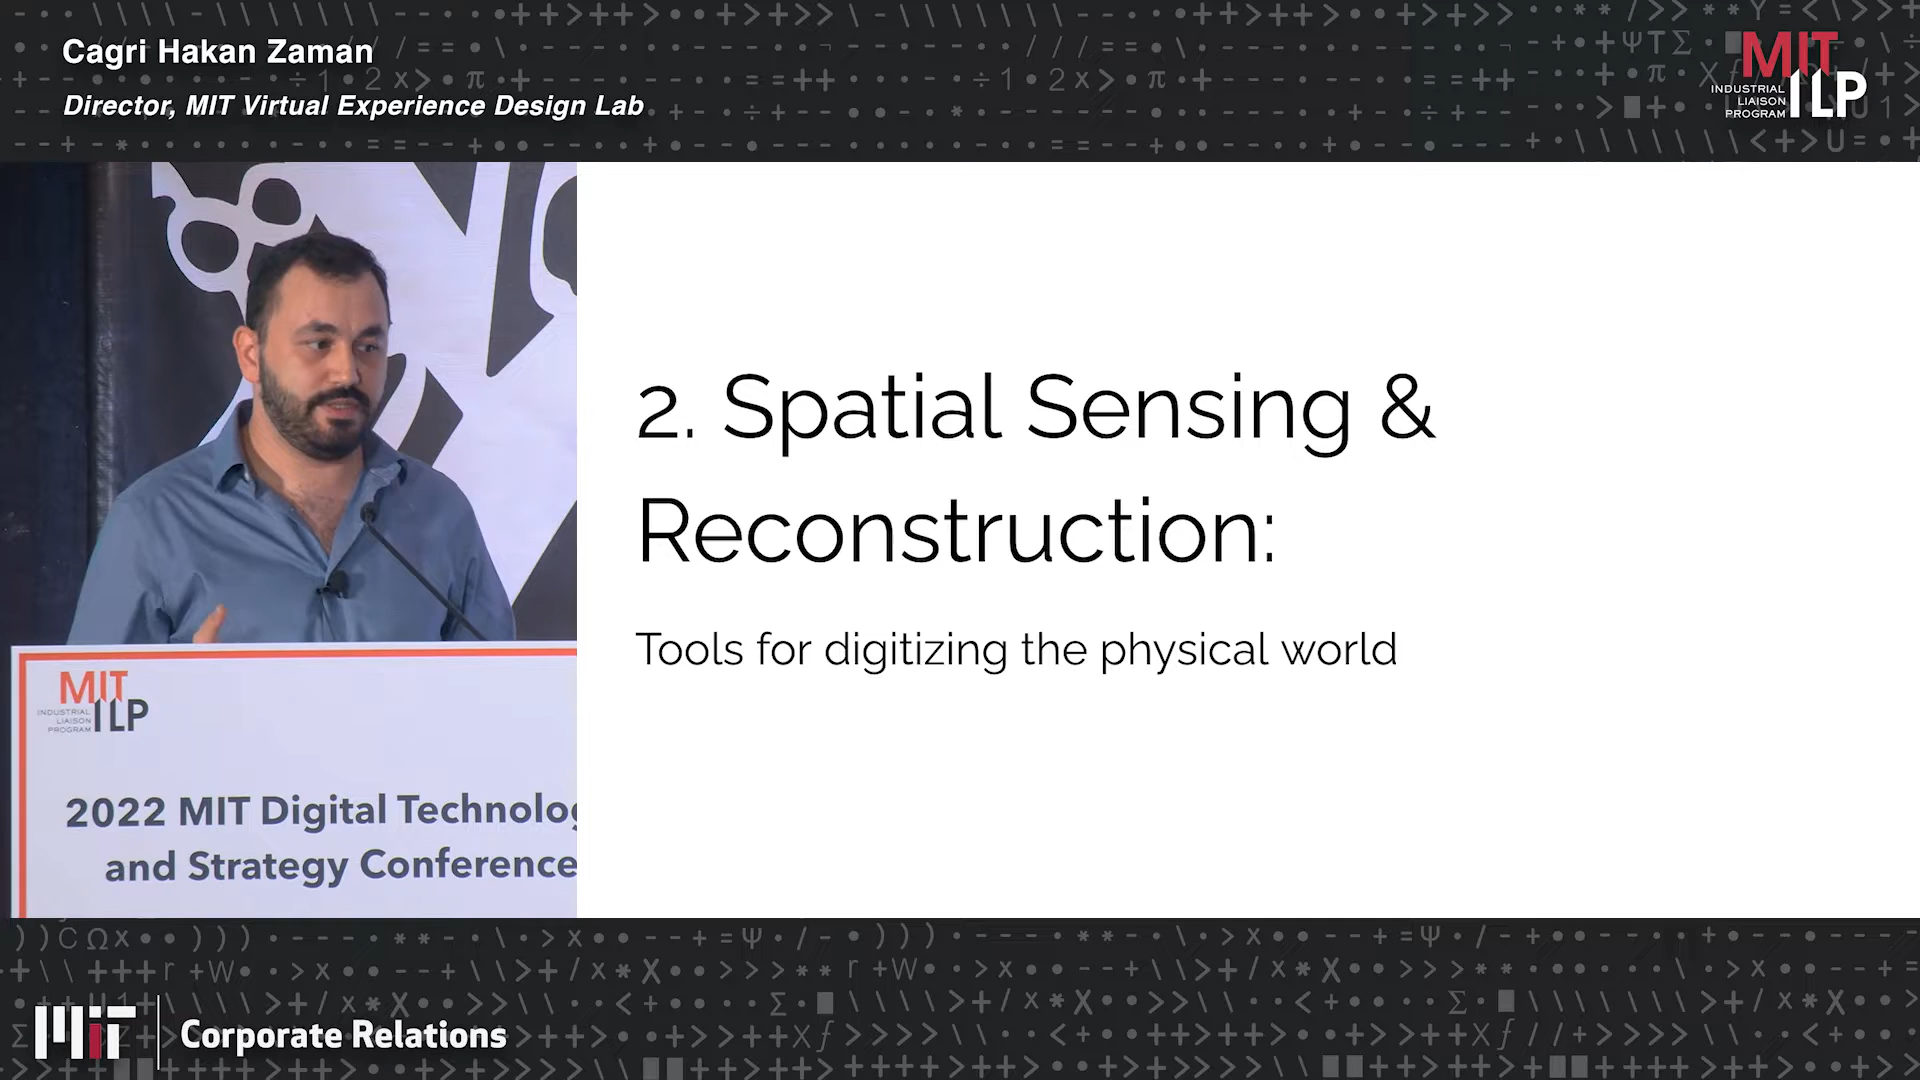 Cagri Hakan Zaman
Director, MIT Virtual Experience Design Lab
MIT
INDUSTRIAL
LIAISON
PROGRAM
ILP
2. Spatial Sensing &
Reconstruction:
Tools for digitizing the physical world
MIT
INDUSTRIAL
LIAISON
PROGRAM
ILP
2022 MIT Digital Technolog
and Strategy Conference
MIT
Corporate Relations